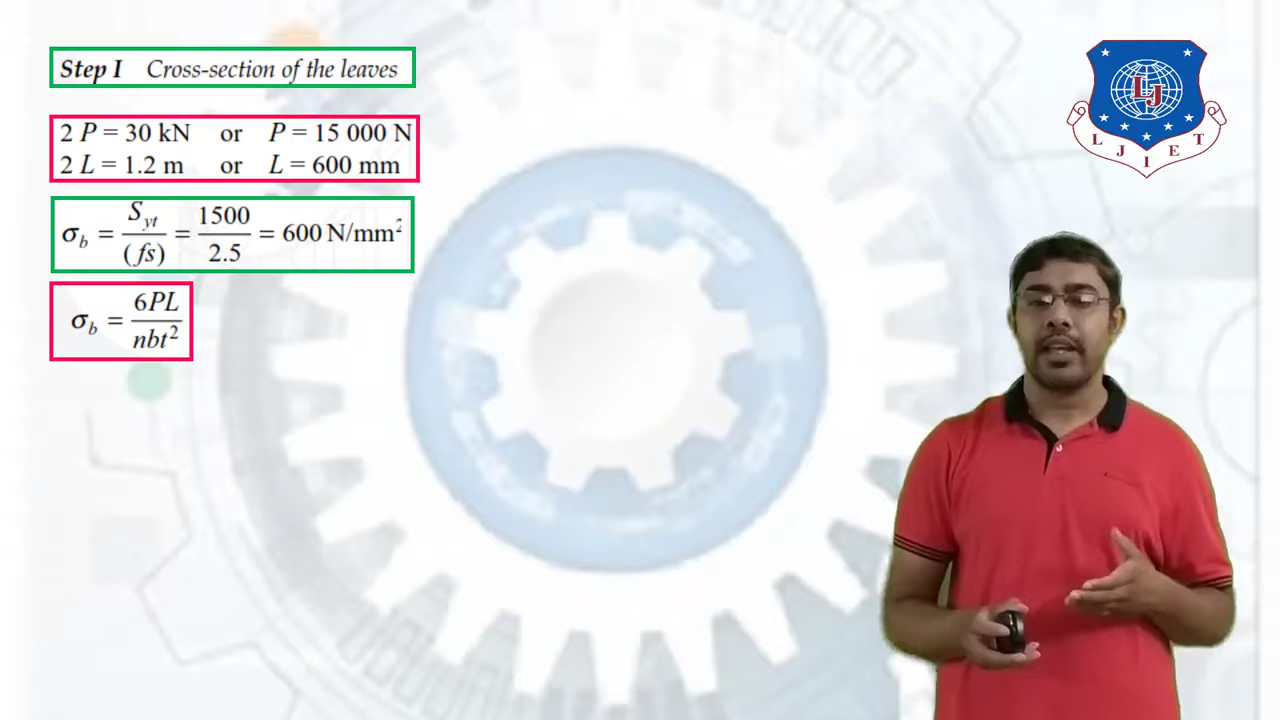 Step I Cross-section of the leaves
2 P = 30 kN or P = 15 000 N
2 L = 1.2 m or L = 600 mm
σ_b = S_yt / (fs) = 1500 / 2.5 = 600 N/mm²
σ_b = 6PL / nbt²
LJ
L J I E T